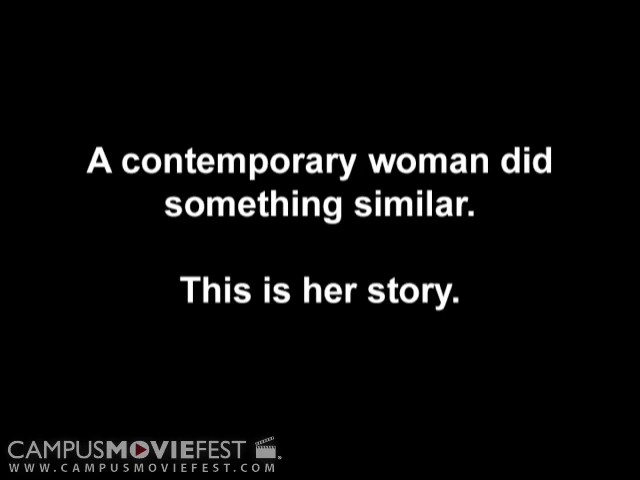 A contemporary woman did
something similar.
This is her story.
CAMPUSMOVIEFEST
WWW.CAMPUSMOVIEFEST.COM